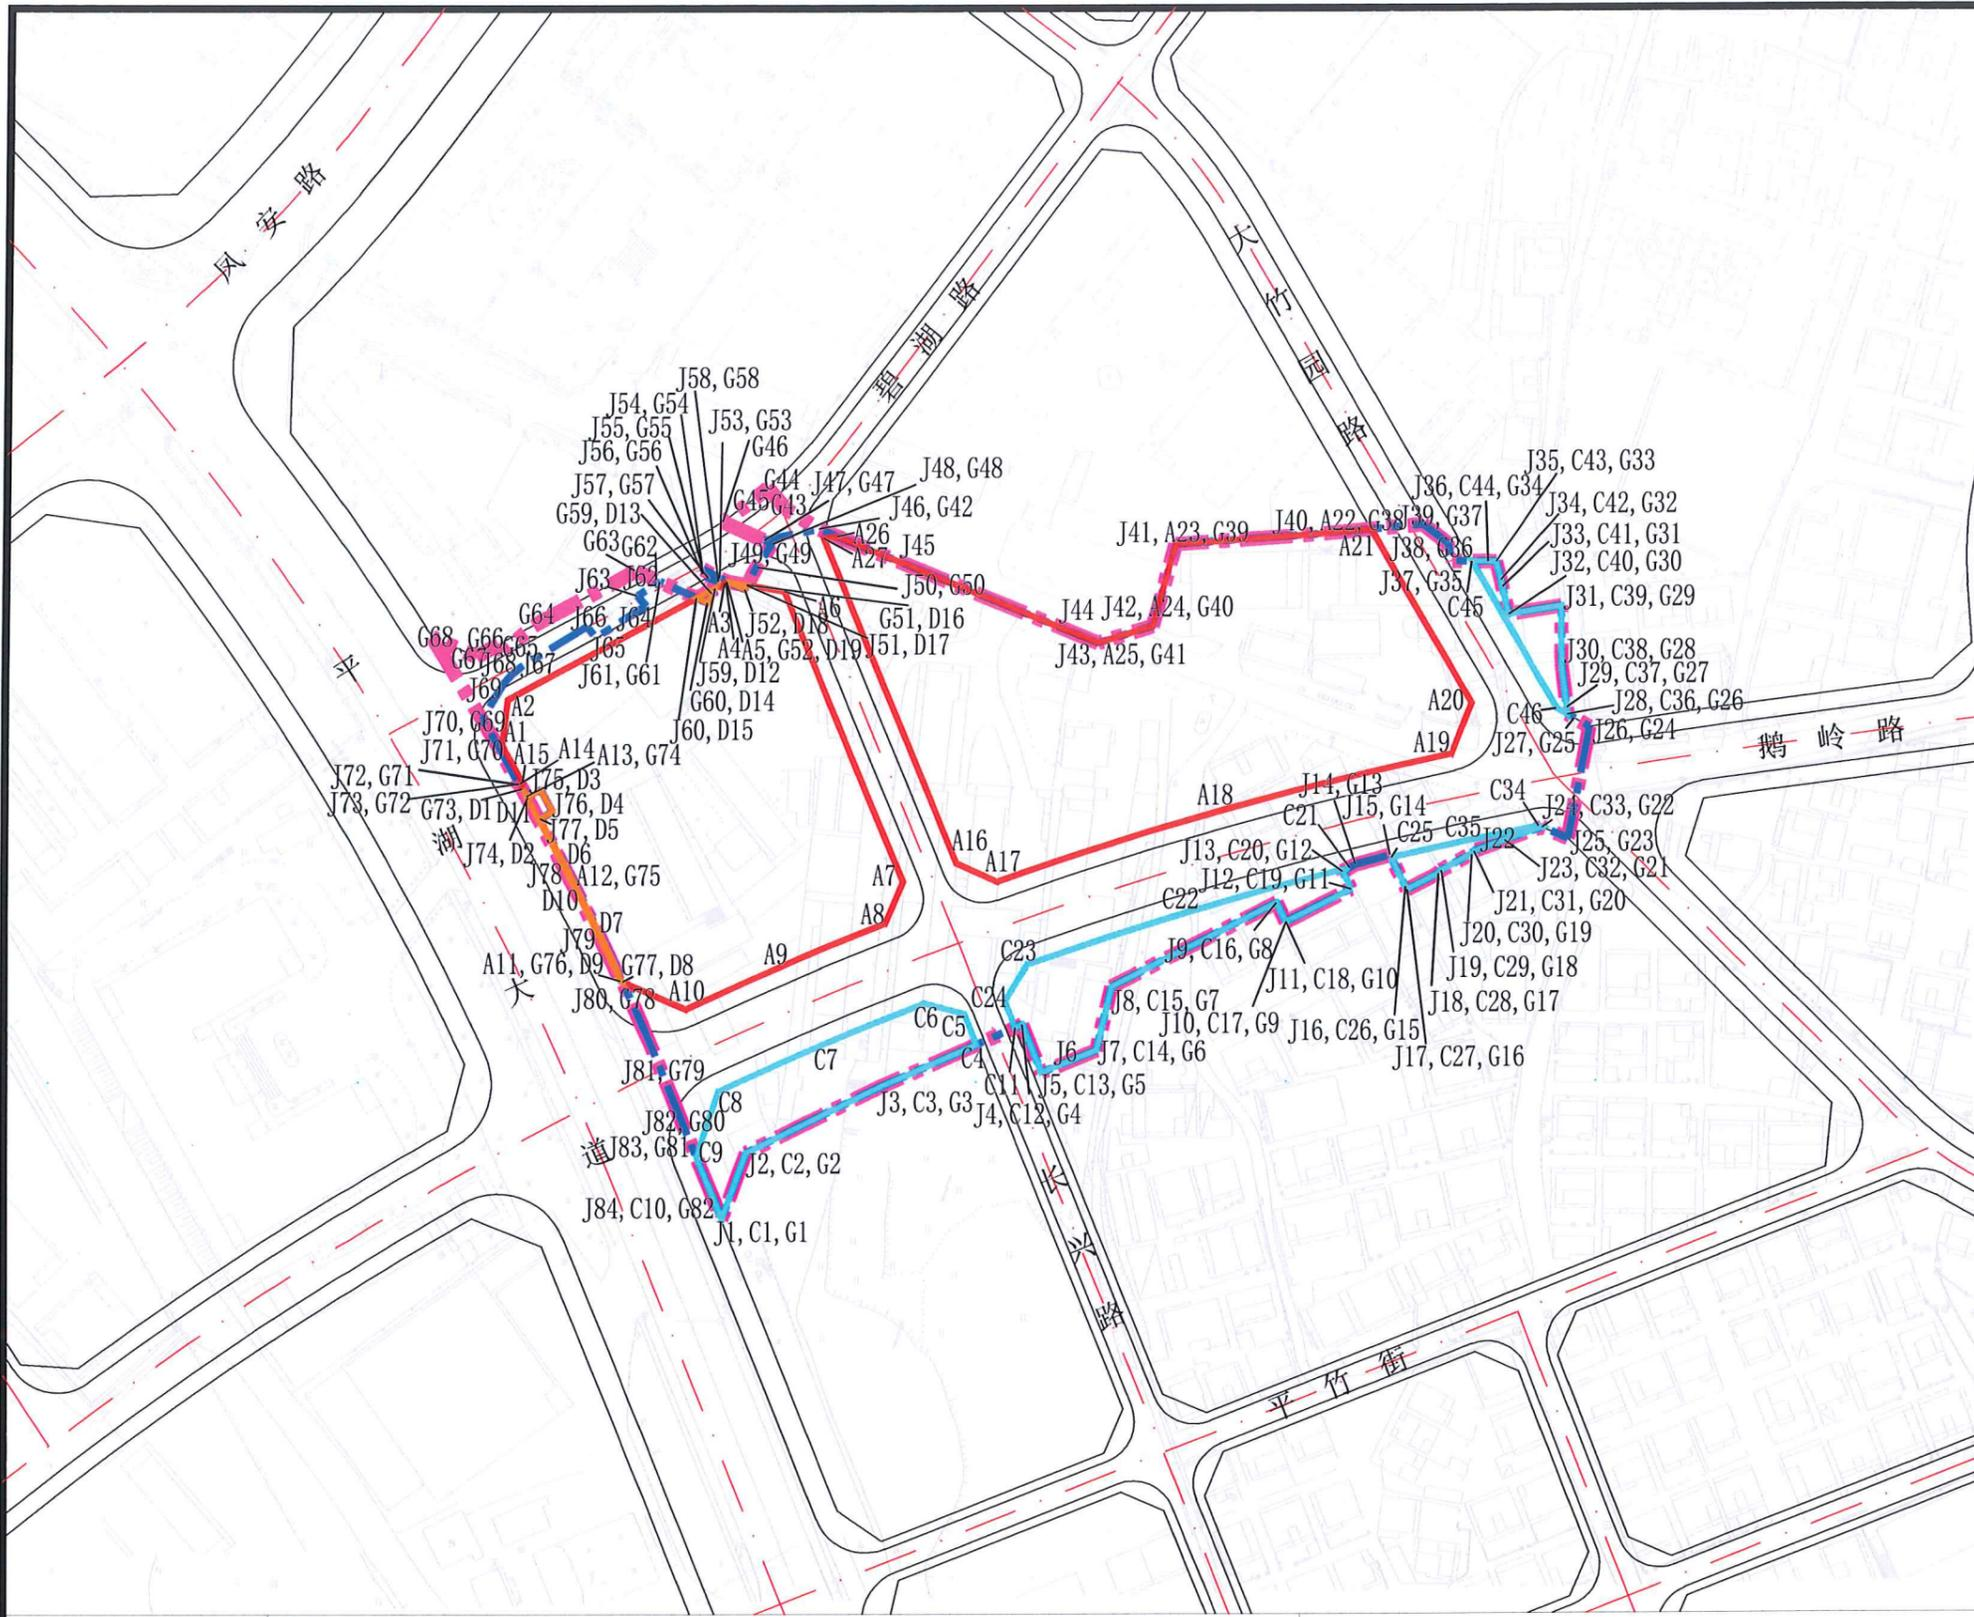 凤安路
碧湖路
大竹园路
鹅岭路
平湖大道
长兴路
平竹街
J58, G58
J54, G54
J53, G53
J55, G55
G46
J56, G56
J57, G57
G44
J47, G47
J48, G48
G45
G43
G59, D13
J46, G42
G63
G62
A26
J45
A27
J49, G49
J63
J62
J50, G50
G64
J66
J64
A6
G51, D16
A3
J52, D18
J51, D17
G68
G66
G65
J65
A4
A5, G52, D19
G67
J68
J67
J61, G61
J59, D12
J69
G60, D14
A2
J60, D15
J70, G69
A1
J71, G70
A15
A14
A13, G74
J72, G71
J75, D3
J73, G72
G73, D1
D11
J76, D4
J77, D5
J74, D2
D6
J78
A12, G75
D10
D7
J79
A11, G76, D9
G77, D8
J80, G78
A10
A9
A8
A7
J41, A23, G39
J40, A22, G38
J39, G37
A21
J38, G36
J37, G35
J36, C44, G34
J35, C43, G33
J34, C42, G32
J33, C41, G31
J32, C40, G30
J31, C39, G29
C45
J44
J42, A24, G40
J43, A25, G41
J30, C38, G28
J29, C37, G27
J28, C36, G26
C46
J26, G24
J27, G25
A20
A19
A18
A16
A17
J14, G13
J15, G14
C21
C25
C35
C34
J24, C33, G22
J25, G23
J22
J23, C32, G21
J13, C20, G12
J12, C19, G11
C22
J21, C31, G20
J20, C30, G19
J19, C29, G18
J18, C28, G17
J16, C26, G15
J17, C27, G16
C23
J9, C16, G8
J11, C18, G10
J8, C15, G7
J10, C17, G9
C24
C6
C5
C7
C4
J6
J7, C14, G6
C11
J5, C13, G5
J3, C3, G3
J4, C12, G4
J81, G79
C8
J82, G80
J83, G81
C9
J2, C2, G2
J84, C10, G82
J1, C1, G1